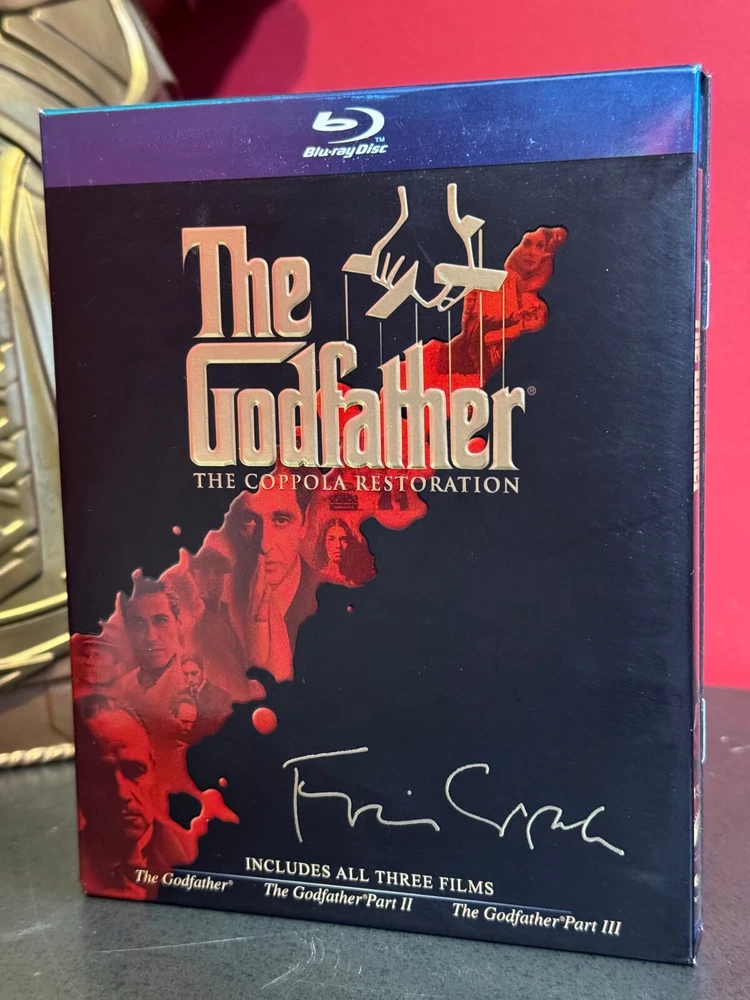 Blu-ray Disc™
The
Godfather®
THE COPPOLA RESTORATION
INCLUDES ALL THREE FILMS
The Godfather® The Godfather® Part II The Godfather® Part III